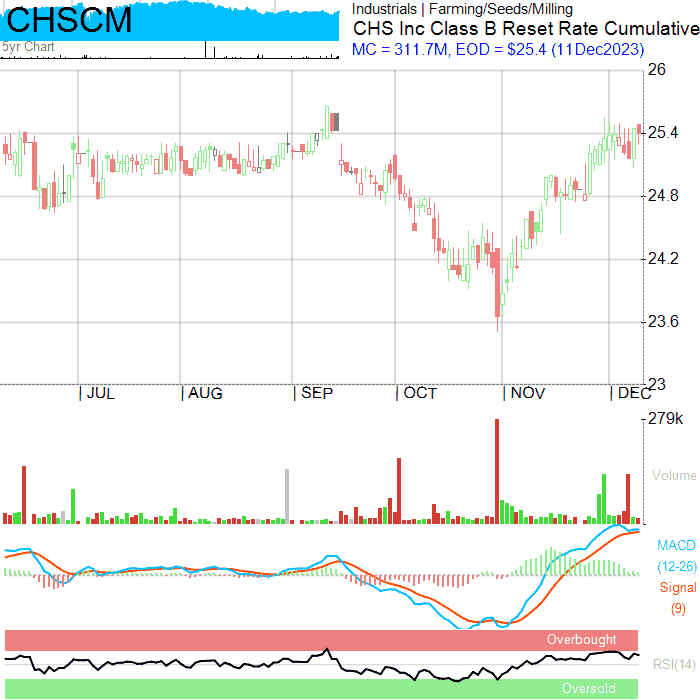 CHSCM
5yr Chart
Industrials | Farming/Seeds/Milling
CHS Inc Class B Reset Rate Cumulative
MC = 311.7M, EOD = $25.4 (11Dec2023)
26
25.4
24.8
24.2
23.6
23
JUL
AUG
SEP
OCT
NOV
DEC
279k
Volume
MACD
(12-26)
Signal
(9)
Overbought
RSI(14)
Oversold